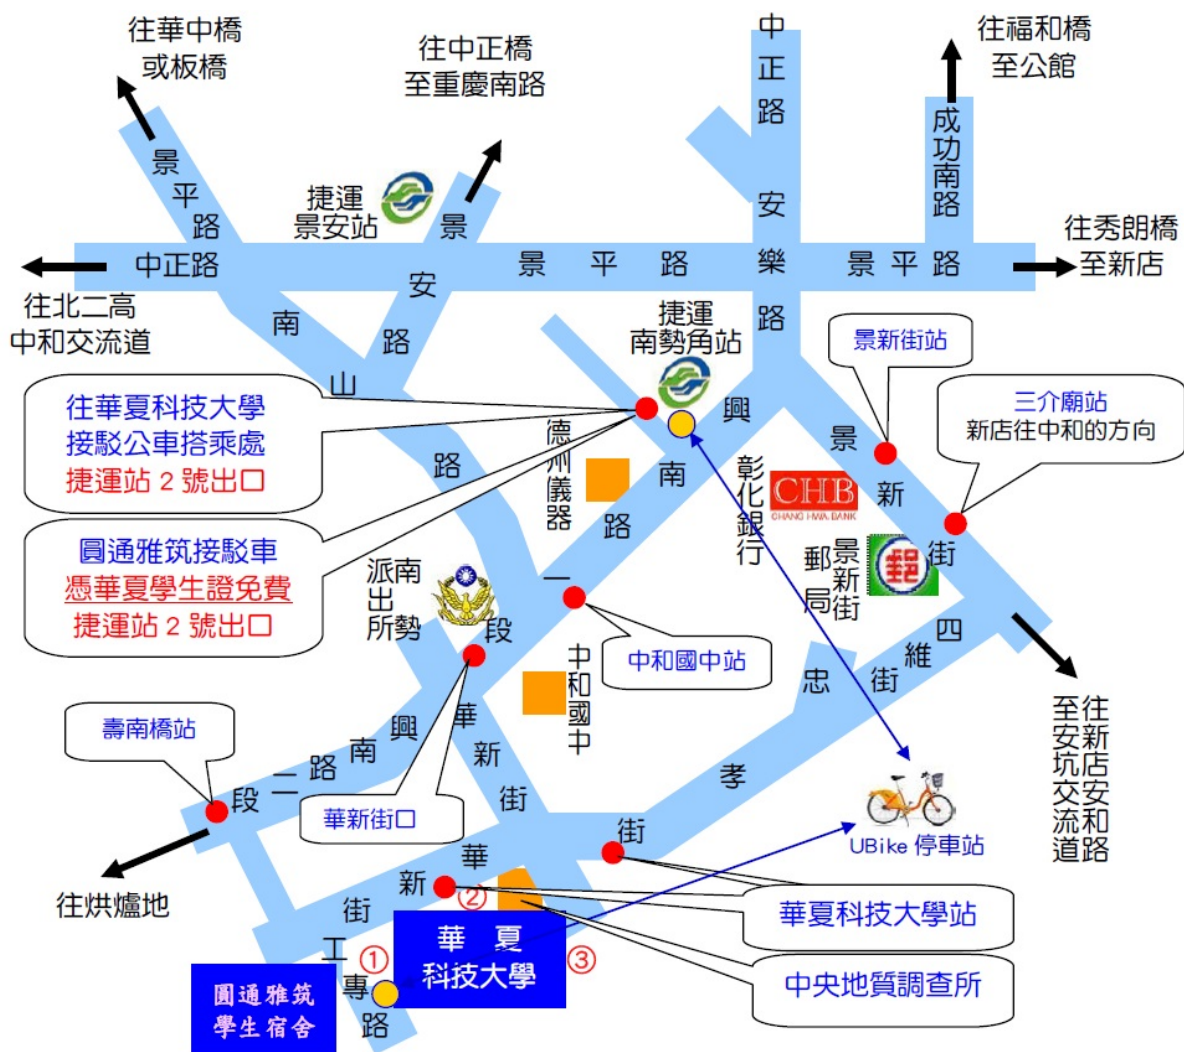 往華中橋
或板橋
往中正橋
至重慶南路
中正路
往福和橋
至公館
成功南路
景平路
捷運
景安站
景安路
往秀朗橋
至新店
中正路
景平路
安樂路
景平路
往北二高
中和交流道
南山路
捷運
南勢角站
景新街站
往華夏科技大學
接駁公車搭乘處
捷運站 2 號出口
三介廟站
新店往中和的方向
德州儀器
興南路一段
彰化銀行
CHB
CHANG HWA BANK
景新街
圓通雅筑接駁車
憑華夏學生證免費
捷運站 2 號出口
南勢
派出所
景新街
郵局
郵
中和國中站
中和國中
四維街
忠孝街
往新店安和路
至安坑交流道
壽南橋站
興南路二段
華新街
華新街口
UBike 停車站
往烘爐地
華新街
②
華夏科技大學站
工專路
①
華夏
科技大學
③
中央地質調查所
圓通雅筑
學生宿舍